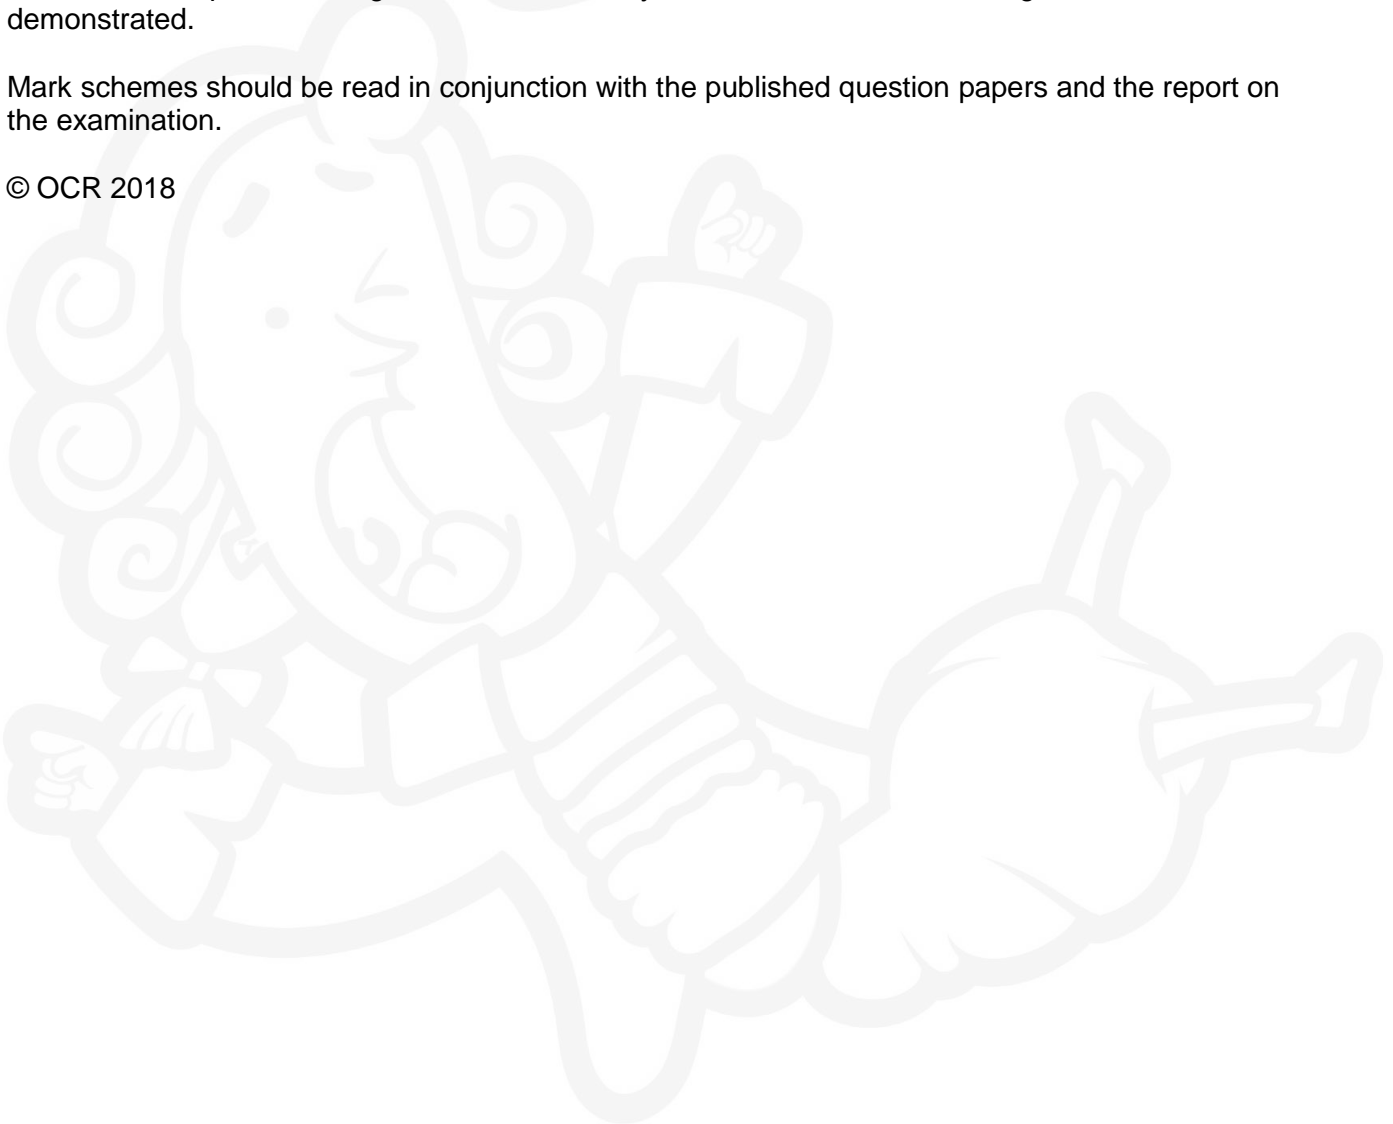 demonstrated.
Mark schemes should be read in conjunction with the published question papers and the report on
the examination.
© OCR 2018